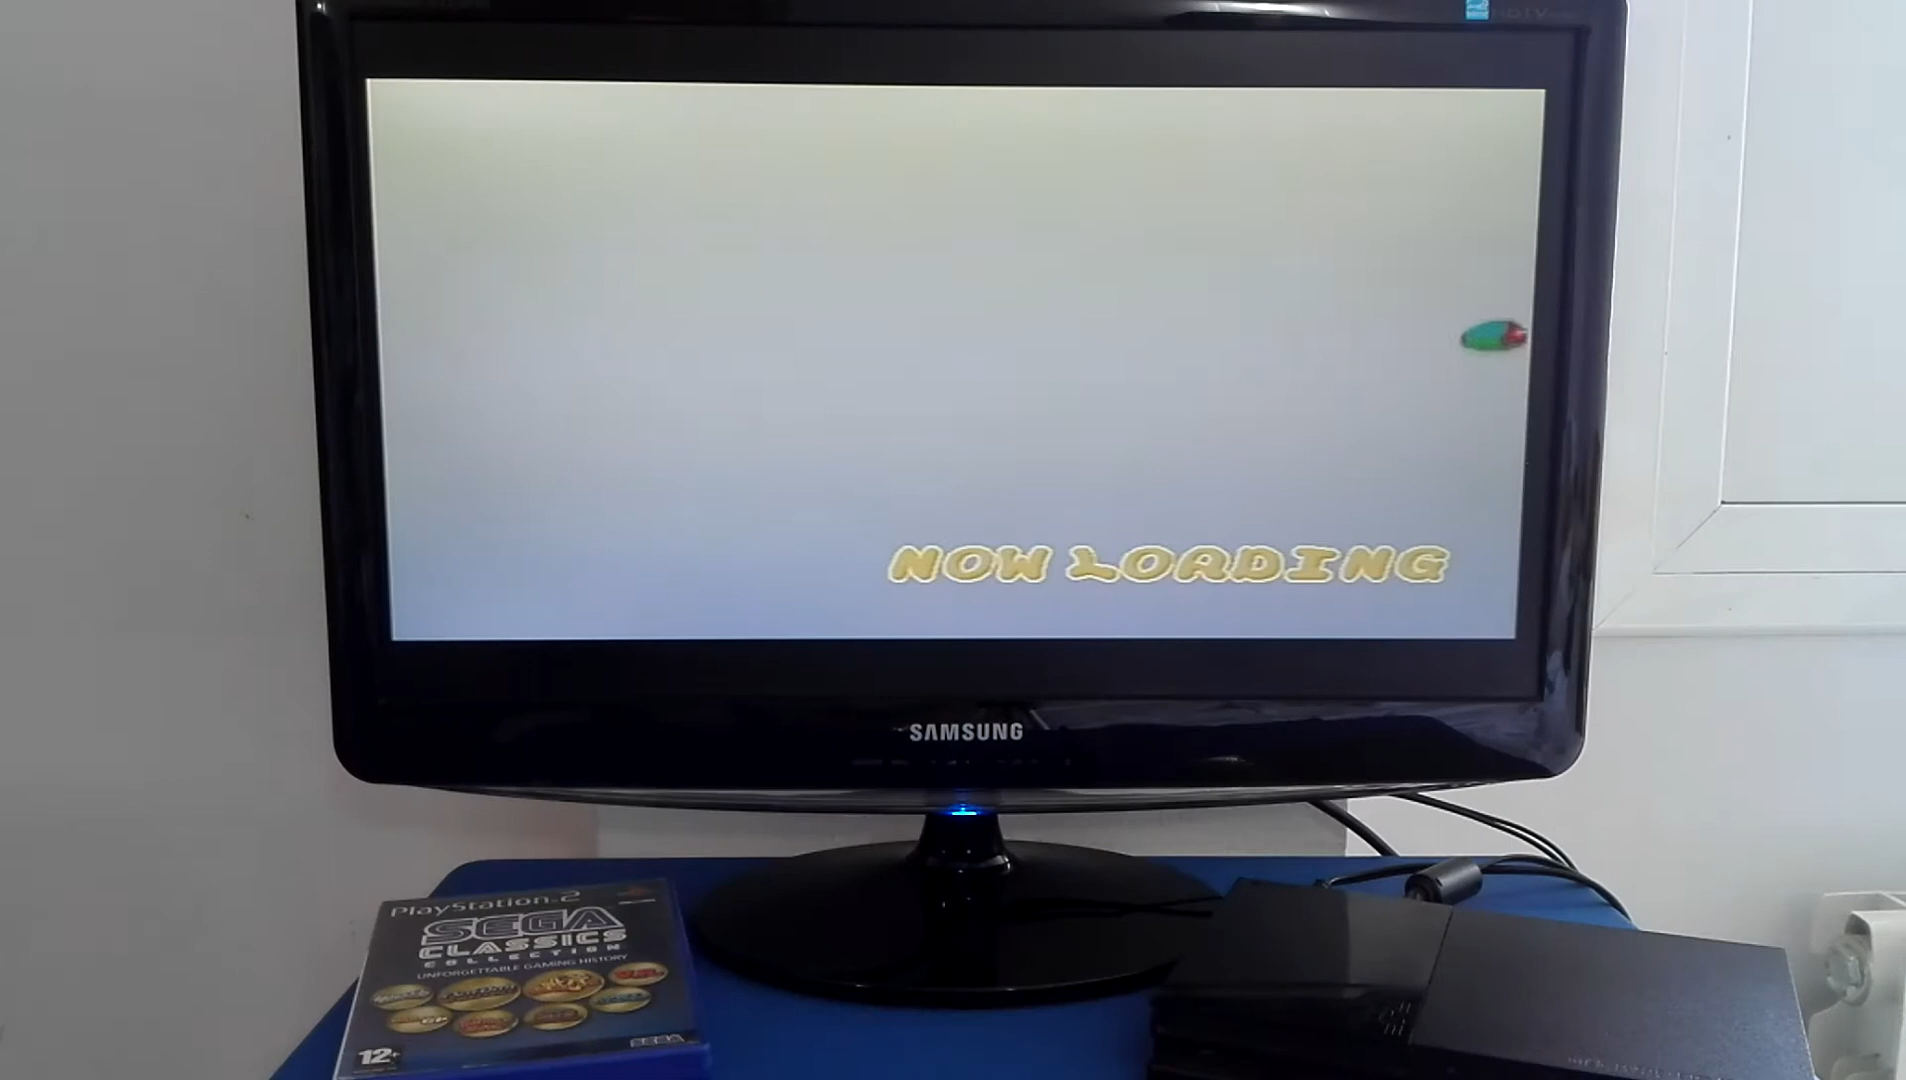 NOW LOADING
SAMSUNG
PlayStation 2
SEGA
CLASSICS
COLLECTION
UNFORGETTABLE GAMING HISTORY
SEGA
12+